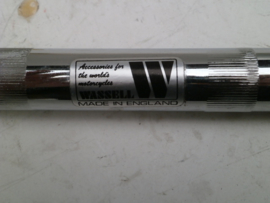 Accessories for
the world's
motorcycles
WASSELL
W
MADE IN ENGLAND